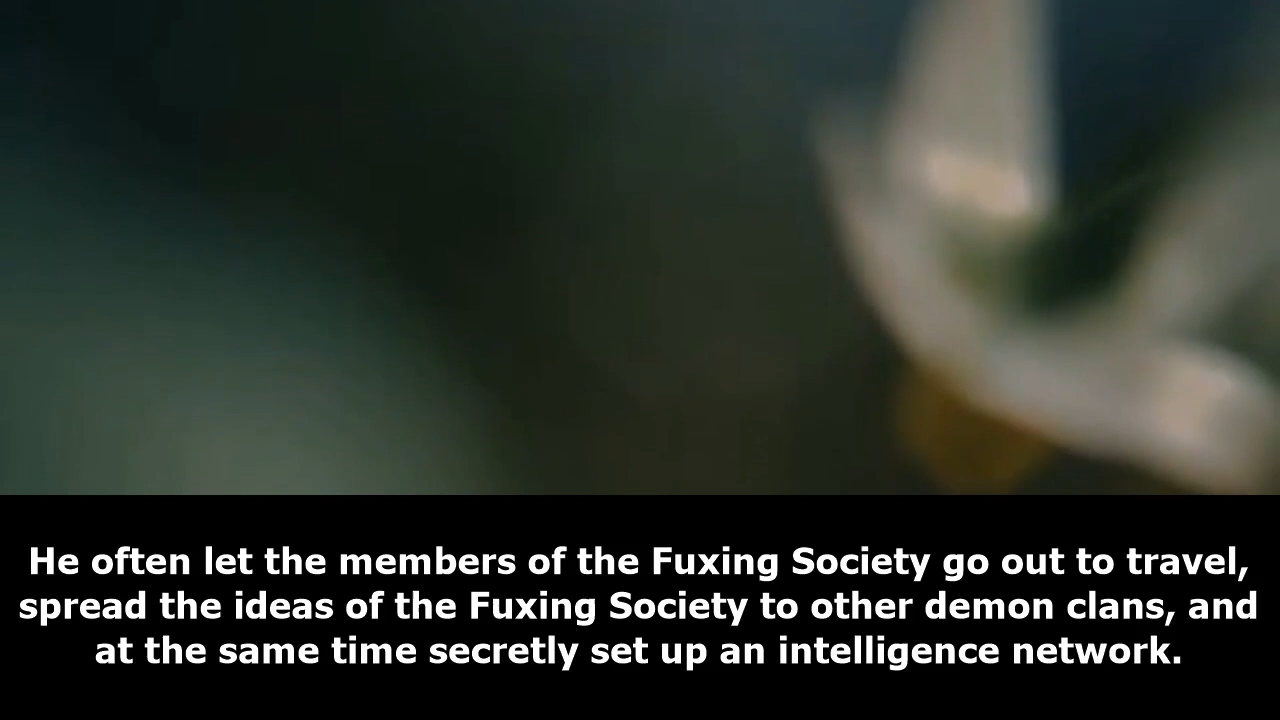 He often let the members of the Fuxing Society go out to travel,
spread the ideas of the Fuxing Society to other demon clans, and
at the same time secretly set up an intelligence network.